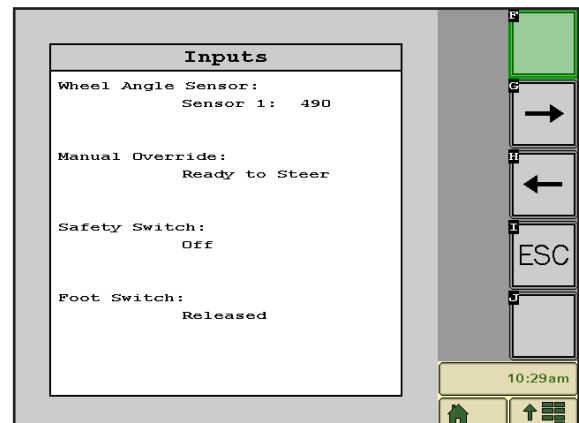 Inputs
Wheel Angle Sensor:
Sensor 1: 490
Manual Override:
Ready to Steer
Safety Switch:
Off
Foot Switch:
Released
F
G
H
I
ESC
J
10:29am